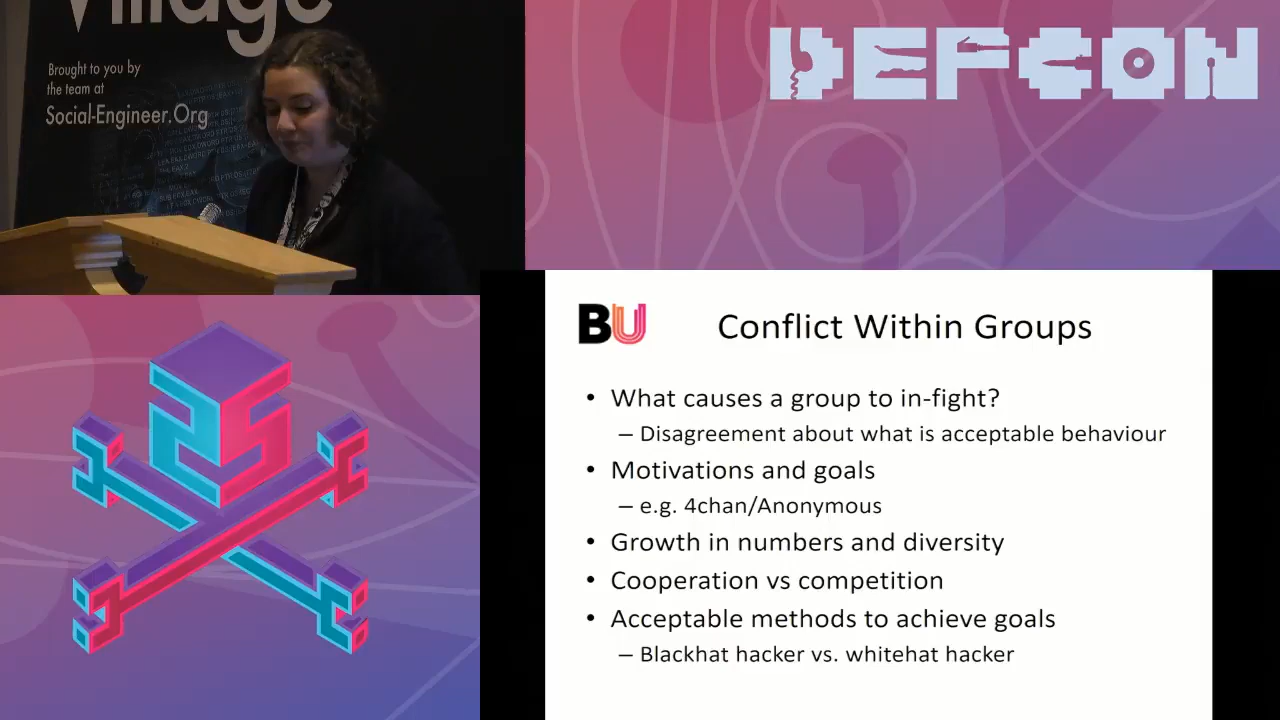 Village
Brought to you by
the team at
Social-Engineer.Org
DEFCON
BU
Conflict Within Groups
• What causes a group to in-fight?
– Disagreement about what is acceptable behaviour
• Motivations and goals
– e.g. 4chan/Anonymous
• Growth in numbers and diversity
• Cooperation vs competition
• Acceptable methods to achieve goals
– Blackhat hacker vs. whitehat hacker